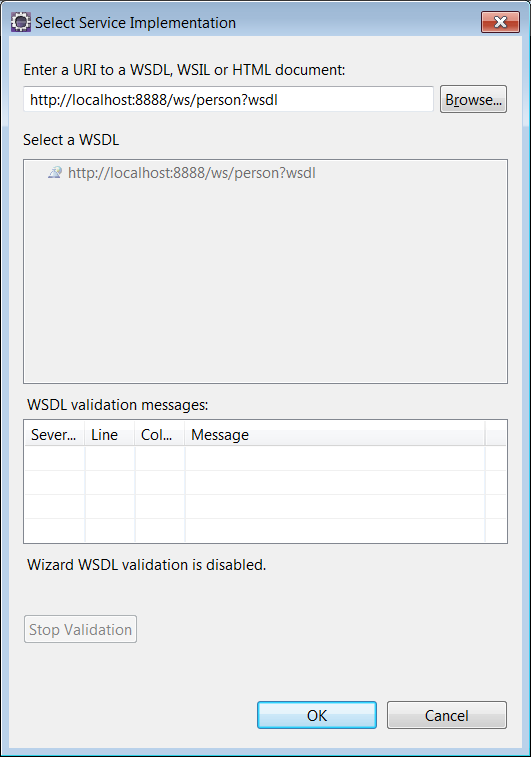 Select Service Implementation
Enter a URI to a WSDL, WSIL or HTML document:
http://localhost:8888/ws/person?wsdl
Browse...
Select a WSDL
http://localhost:8888/ws/person?wsdl
WSDL validation messages:
Sever... Line Col... Message
Wizard WSDL validation is disabled.
Stop Validation
OK Cancel